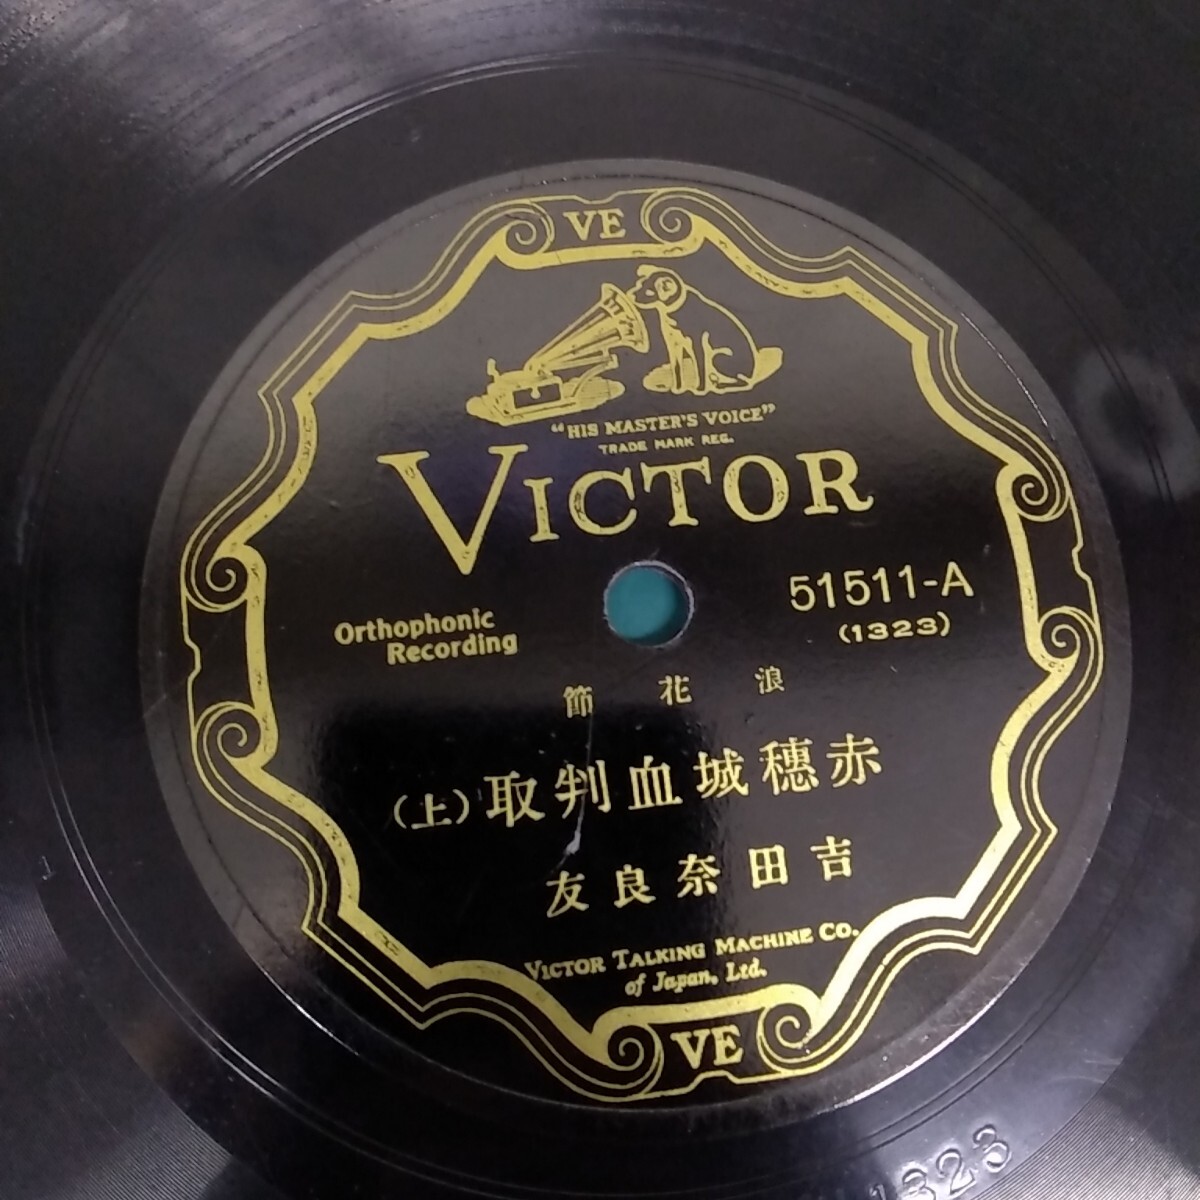 VE
"HIS MASTER'S VOICE"
TRADE MARK REG.
VICTOR
51511-A
(1323)
Orthophonic
Recording
浪花節
赤穗城血判取(上)
吉田奈良友
VICTOR TALKING MACHINE CO.
of Japan, Ltd.
VE
1323